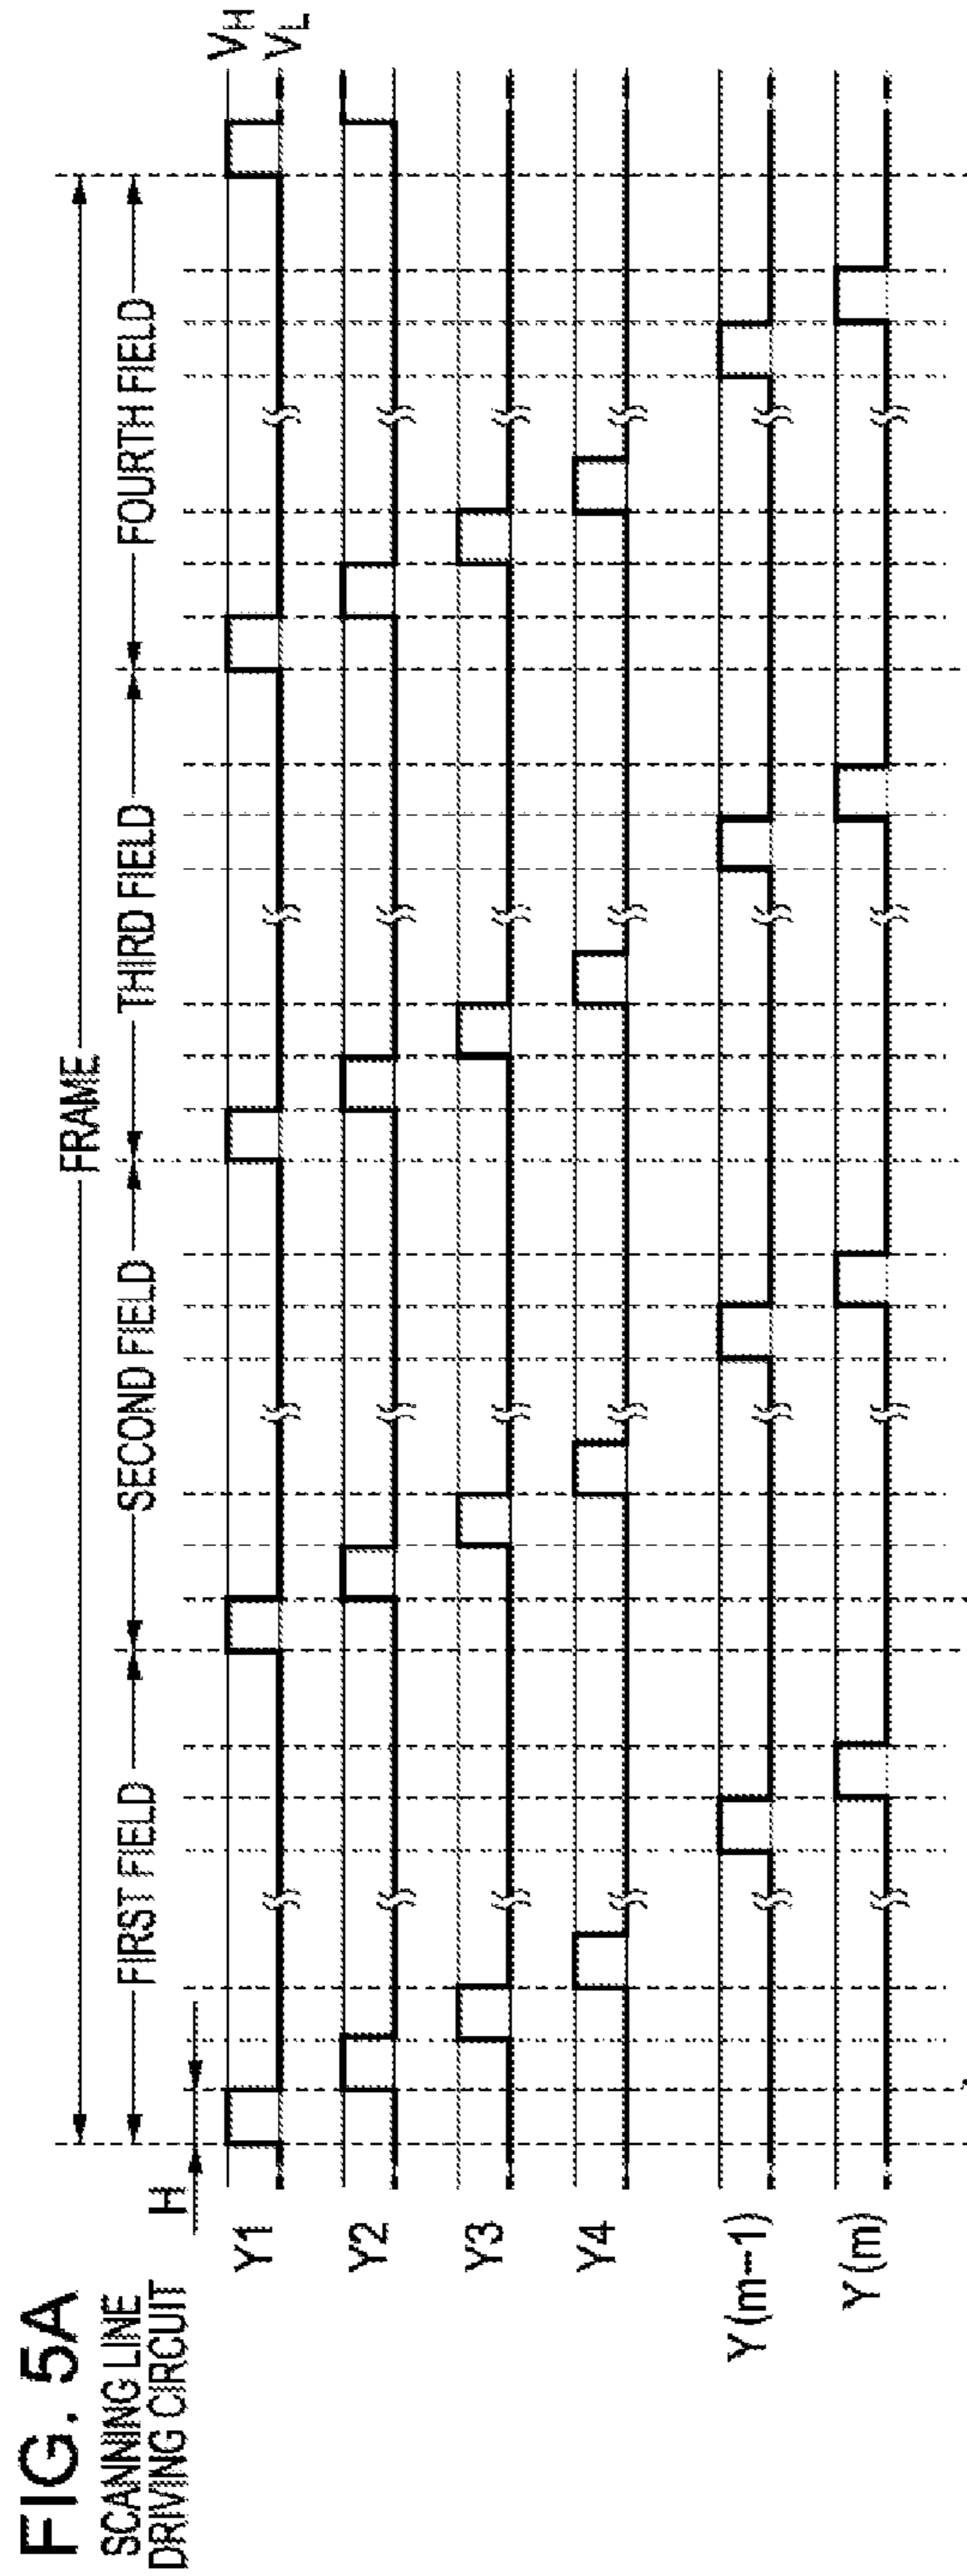 FIG. 5A
SCANNING LINE
DRIVING CIRCUIT
FRAME
FIRST FIELD
SECOND FIELD
THIRD FIELD
FOURTH FIELD
H
VH
VL
Y1
Y2
Y3
Y4
Y(m-1)
Y(m)